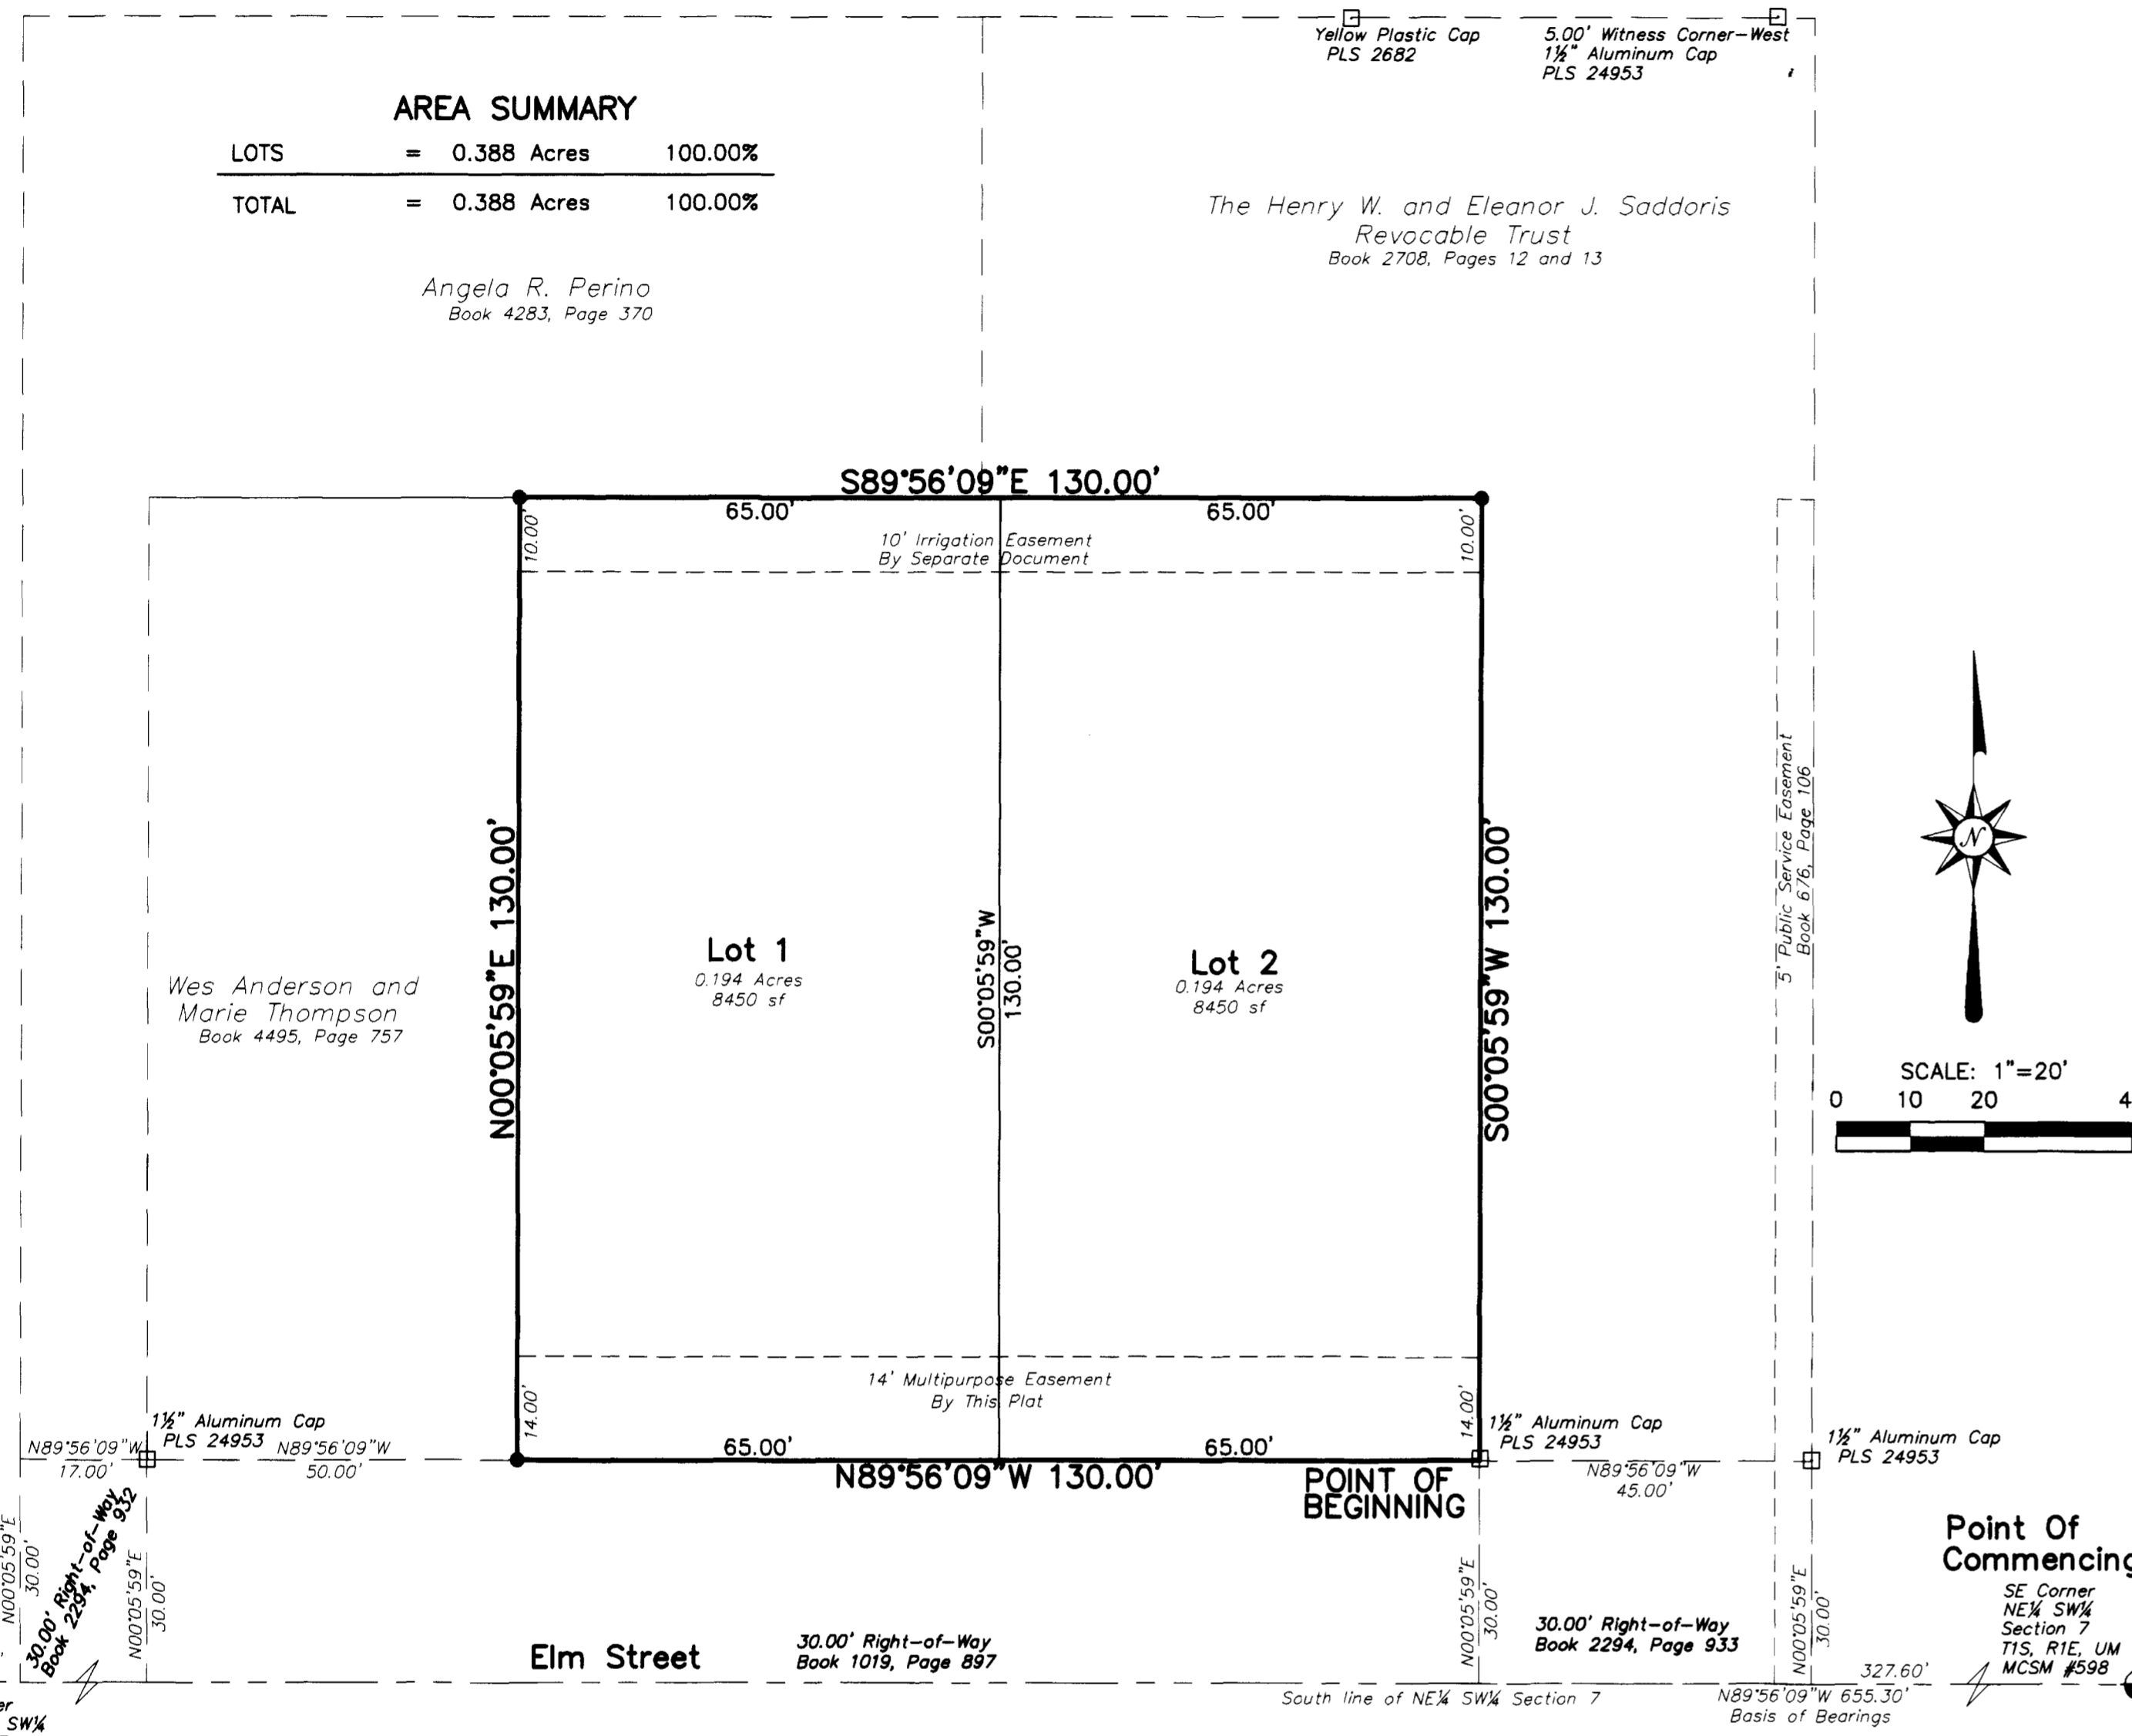 Yellow Plastic Cap
PLS 2682
5.00' Witness Corner-West
1½" Aluminum Cap
PLS 24953
AREA SUMMARY
LOTS = 0.388 Acres 100.00%
TOTAL = 0.388 Acres 100.00%
The Henry W. and Eleanor J. Saddoris
Revocable Trust
Book 2708, Pages 12 and 13
Angela R. Perino
Book 4283, Page 370
S89°56'09"E 130.00'
65.00'
65.00'
10.00'
10' Irrigation Easement
By Separate Document
10.00'
5' Public Service Easement
Book 676, Page 106
N
N00°05'59"E 130.00'
Lot 1
0.194 Acres
8450 sf
S00°05'59"W
130.00'
Lot 2
0.194 Acres
8450 sf
S00°05'59"W 130.00'
Wes Anderson and
Marie Thompson
Book 4495, Page 757
SCALE: 1"=20'
0 10 20 4
14' Multipurpose Easement
By This Plat
14.00'
14.00'
1½" Aluminum Cap
PLS 24953
N89°56'09"W
17.00'
N89°56'09"W
50.00'
65.00'
65.00'
N89°56'09"W 130.00'
POINT OF
BEGINNING
1½" Aluminum Cap
PLS 24953
N89°56'09"W
45.00'
1½" Aluminum Cap
PLS 24953
N00°05'59"E
30.00'
30.00' Right-of-Way
Book 2294, Page 932
N00°05'59"E
30.00'
Elm Street
30.00' Right-of-Way
Book 1019, Page 897
N00°05'59"E
30.00'
30.00' Right-of-Way
Book 2294, Page 933
N00°05'59"E
30.00'
Point Of
Commencing
SE Corner
NE¼ SW¼
Section 7
T1S, R1E, UM
MCSM #598
327.60'
South line of NE¼ SW¼ Section 7
N89°56'09"W 655.30'
Basis of Bearings
SW¼